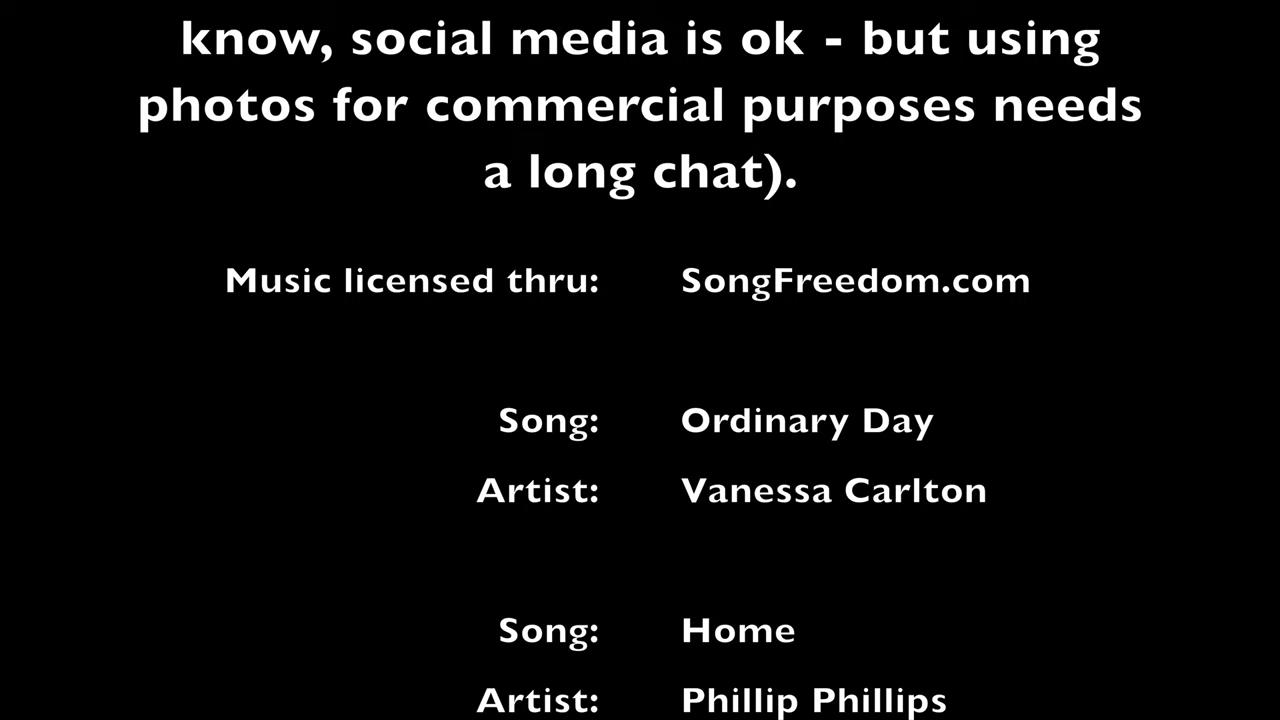 know, social media is ok - but using
photos for commercial purposes needs
a long chat).
Music licensed thru: SongFreedom.com
Song: Ordinary Day
Artist: Vanessa Carlton
Song: Home
Artist: Phillip Phillips